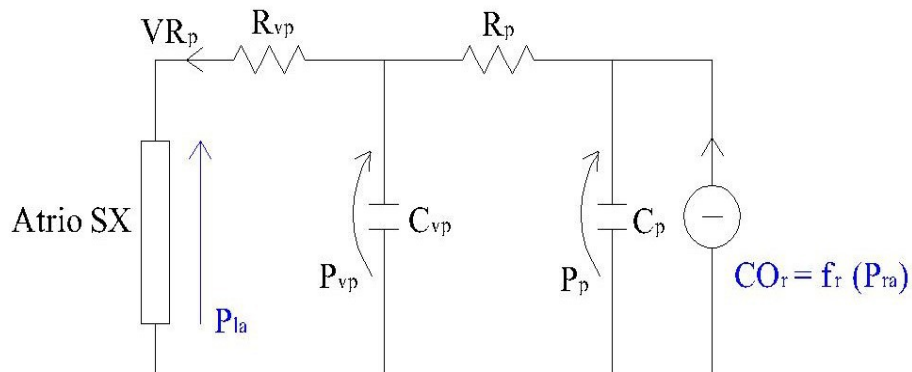 VRp
Rvp
Rp
Atrio SX
Pla
Pvp
Cvp
Pp
Cp
COr = fr (Pra)